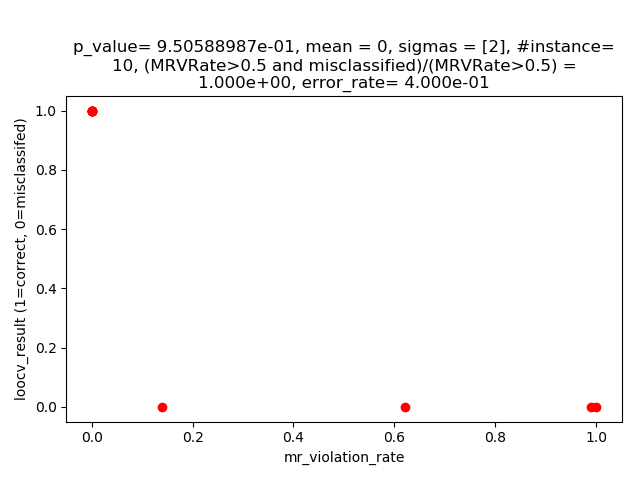 p_value= 9.50588987e-01, mean = 0, sigmas = [2], #instance=
10, (MRVRate>0.5 and misclassified)/(MRVRate>0.5) =
1.000e+00, error_rate= 4.000e-01
loocv_result (1=correct, 0=misclassifed)
1.0
0.8
0.6
0.4
0.2
0.0
0.0 0.2 0.4 0.6 0.8 1.0
mr_violation_rate